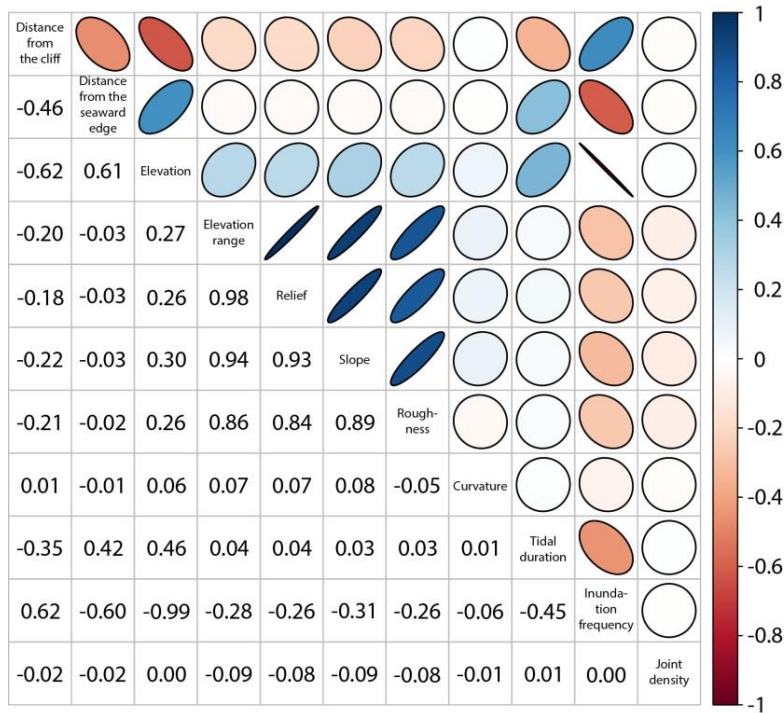 Distance
from
the cliff
-0.46
Distance
from the
seaward
edge
-0.62 0.61 Elevation
-0.20 -0.03 0.27 Elevation
range
-0.18 -0.03 0.26 0.98 Relief
-0.22 -0.03 0.30 0.94 0.93 Slope
-0.21 -0.02 0.26 0.86 0.84 0.89 Rough-
ness
0.01 -0.01 0.06 0.07 0.07 0.08 -0.05 Curvature
-0.35 0.42 0.46 0.04 0.04 0.03 0.03 0.01 Tidal
duration
0.62 -0.60 -0.99 -0.28 -0.26 -0.31 -0.26 -0.06 -0.45 Inunda-
tion
frequency
-0.02 -0.02 0.00 -0.09 -0.08 -0.09 -0.08 -0.01 0.01 0.00 Joint
density
1
0.8
0.6
0.4
0.2
0
-0.2
-0.4
-0.6
-0.8
-1